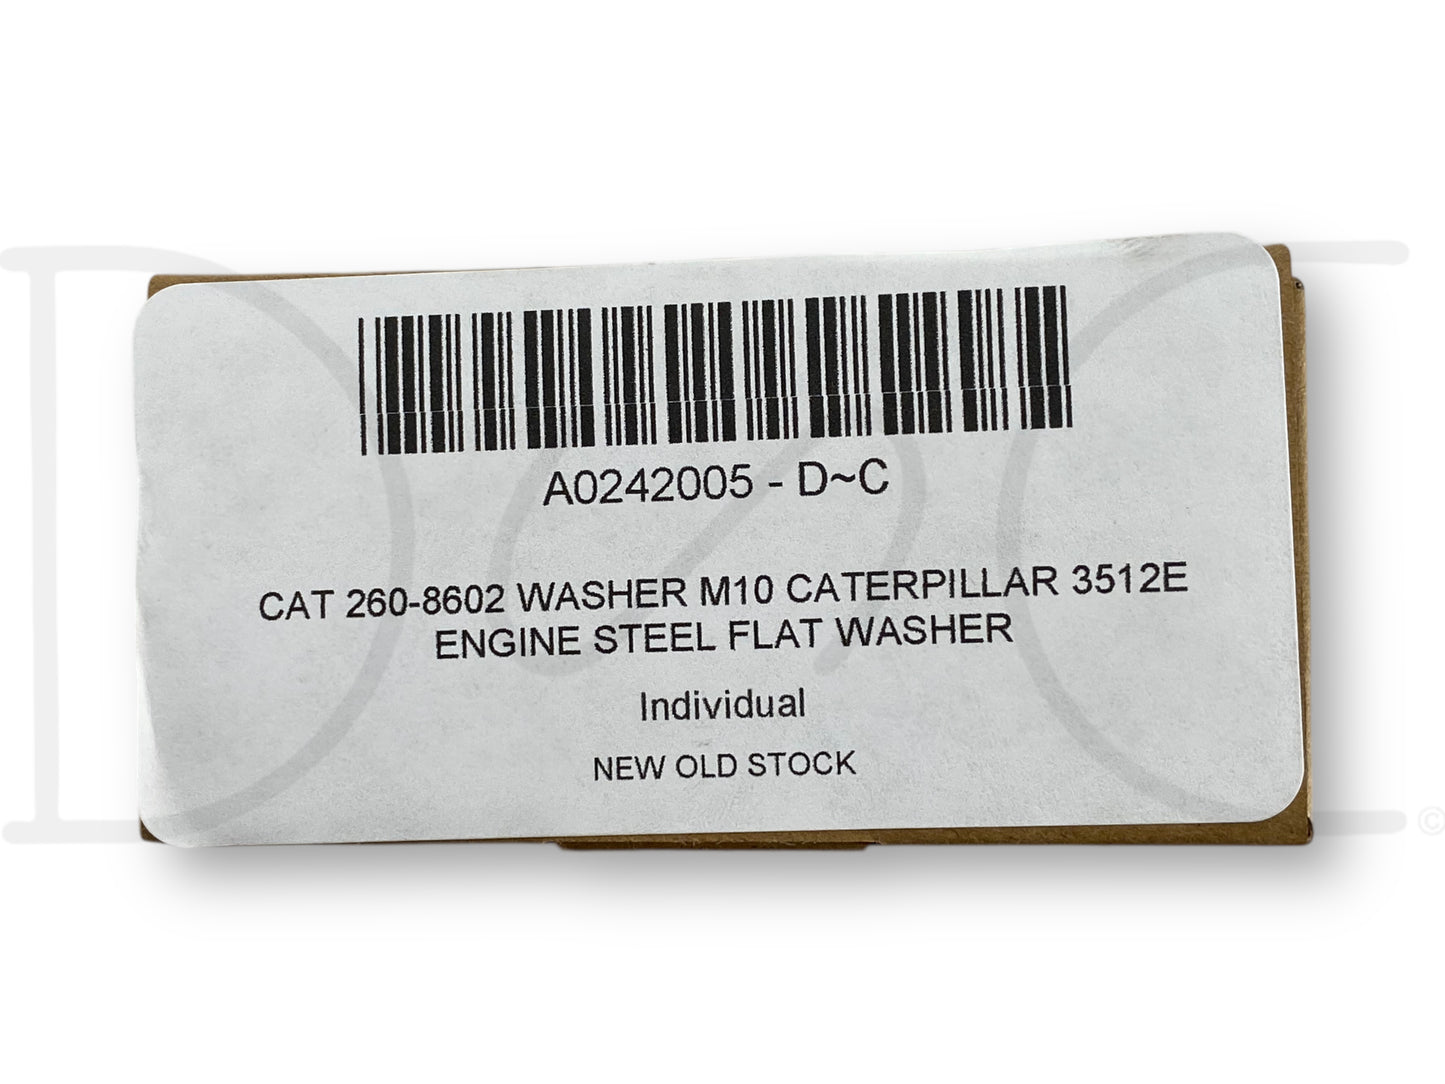 A0242005 - D~C
CAT 260-8602 WASHER M10 CATERPILLAR 3512E
ENGINE STEEL FLAT WASHER
Individual
NEW OLD STOCK
D~C ©